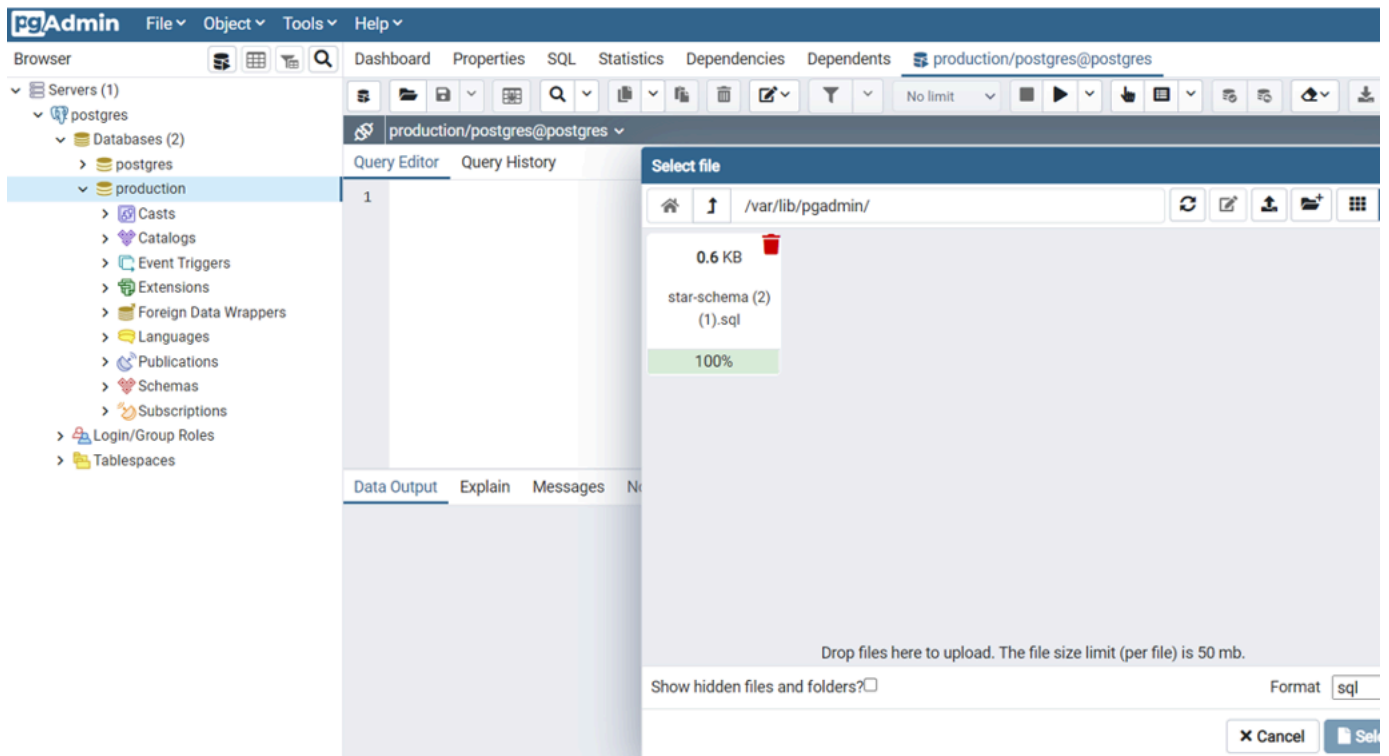 pgAdmin File Object Tools Help
Browser
Dashboard Properties SQL Statistics Dependencies Dependents production/postgres@postgres
No limit
production/postgres@postgres
Query Editor Query History
1
Servers (1)
postgres
Databases (2)
postgres
production
Casts
Catalogs
Event Triggers
Extensions
Foreign Data Wrappers
Languages
Publications
Schemas
Subscriptions
Login/Group Roles
Tablespaces
Data Output Explain Messages
Select file
/var/lib/pgadmin/
0.6 KB
star-schema (2)
(1).sql
100%
Drop files here to upload. The file size limit (per file) is 50 mb.
Show hidden files and folders?
Format sql
Cancel